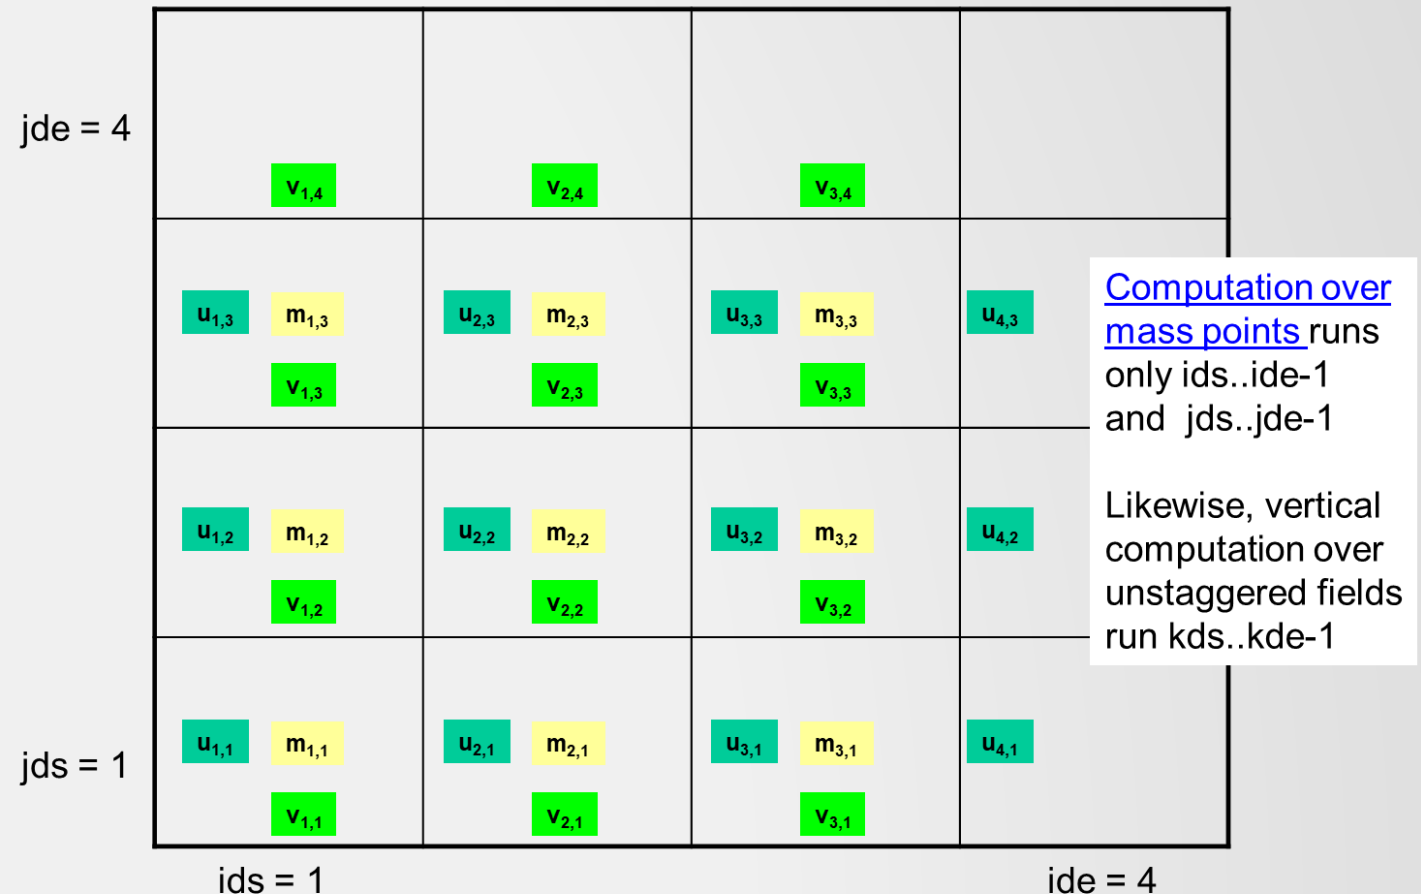 jde = 4
v1,4 v2,4 v3,4
u1,3 m1,3 u2,3 m2,3 u3,3 m3,3 u4,3
v1,3 v2,3 v3,3
u1,2 m1,2 u2,2 m2,2 u3,2 m3,2 u4,2
v1,2 v2,2 v3,2
jds = 1
u1,1 m1,1 u2,1 m2,1 u3,1 m3,1 u4,1
v1,1 v2,1 v3,1
ids = 1
ide = 4
Computation over
mass points runs
only ids..ide-1
and jds..jde-1
Likewise, vertical
computation over
unstaggered fields
run kds..kde-1